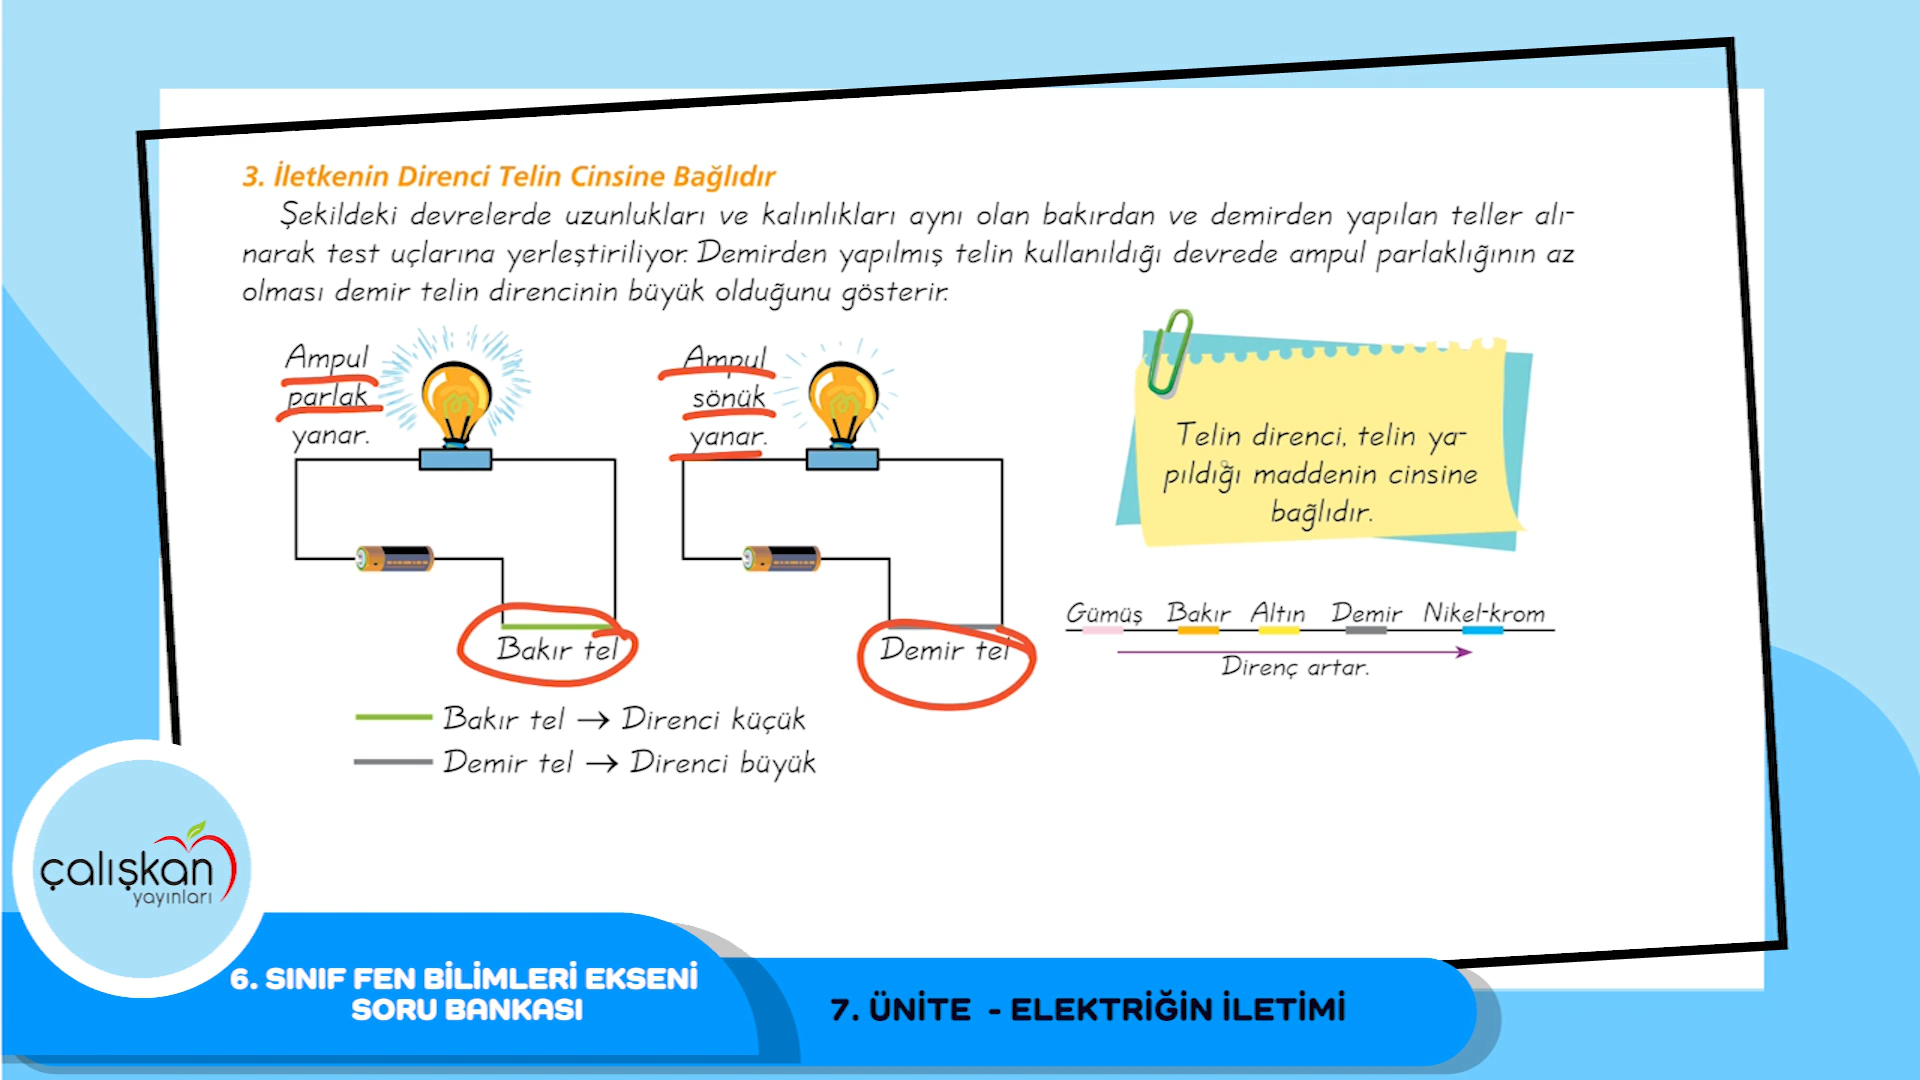 3. İletkenin Direnci Telin Cinsine Bağlıdır
Şekildeki devrelerde uzunlukları ve kalınlıkları aynı olan bakırdan ve demirden yapılan teller alı-
narak test uçlarına yerleştiriliyor. Demirden yapılmış telin kullanıldığı devrede ampul parlaklığının az
olması demir telin direncinin büyük olduğunu gösterir.
Ampul
parlak
yanar.
Bakır tel
Ampul
sönük
yanar.
Demir tel
Telin direnci, telin ya-
pıldığı maddenin cinsine
bağlıdır.
Gümüş Bakır Altın Demir Nikel-krom
Direnç artar.
Bakır tel → Direnci küçük
Demir tel → Direnci büyük
çalışkan
yayınları
6. SINIF FEN BİLİMLERİ EKSENİ
SORU BANKASI
7. ÜNİTE - ELEKTRİĞİN İLETİMİ